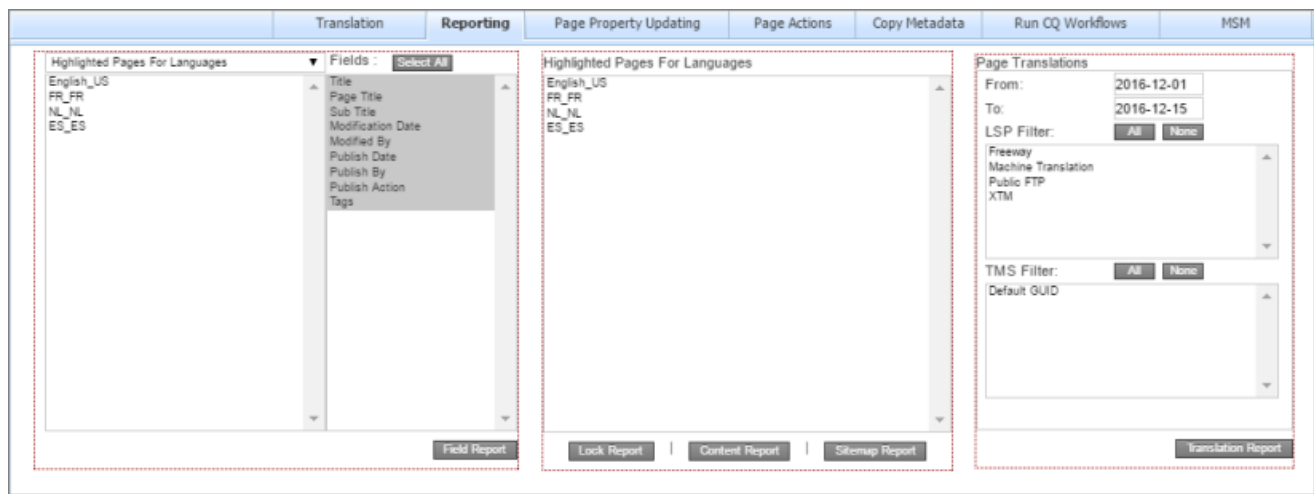 Translation Reporting Page Property Updating Page Actions Copy Metadata Run CQ Workflows MSM
Highlighted Pages For Languages ▼
English_US
FR_FR
NL_NL
ES_ES
Fields : Select All
Title
Page Title
Sub Title
Modification Date
Modified By
Publish Date
Publish By
Publish Action
Tags
Field Report
Highlighted Pages For Languages
English_US
FR_FR
NL_NL
ES_ES
Lock Report | Content Report | Sitemap Report
Page Translations
From: 2016-12-01
To: 2016-12-15
LSP Filter: All None
Freeway
Machine Translation
Public FTP
XTM
TMS Filter: All None
Default GUID
Translation Report